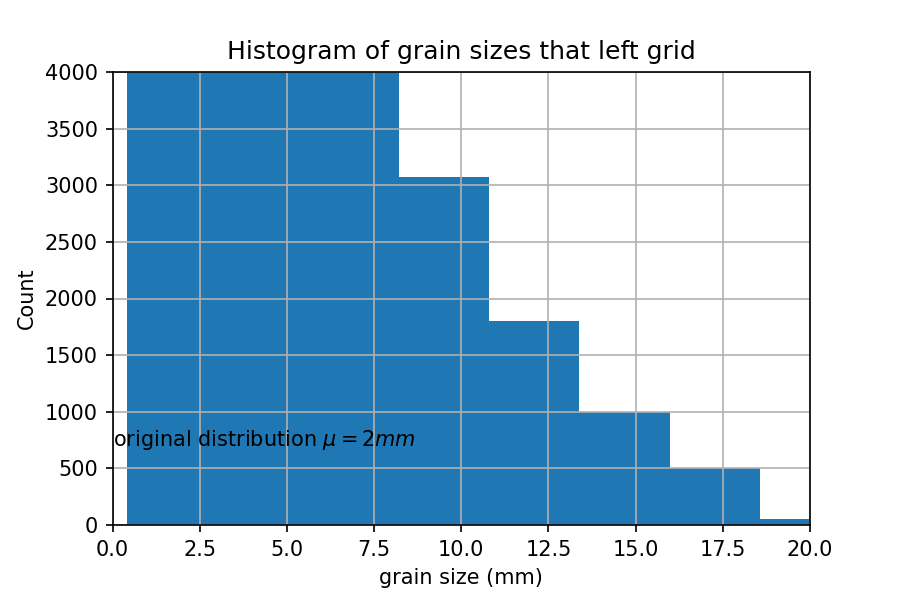 Histogram of grain sizes that left grid
4000
3500
3000
2500
2000
1500
1000
500
0
Count
original distribution μ = 2mm
0.0 2.5 5.0 7.5 10.0 12.5 15.0 17.5 20.0
grain size (mm)